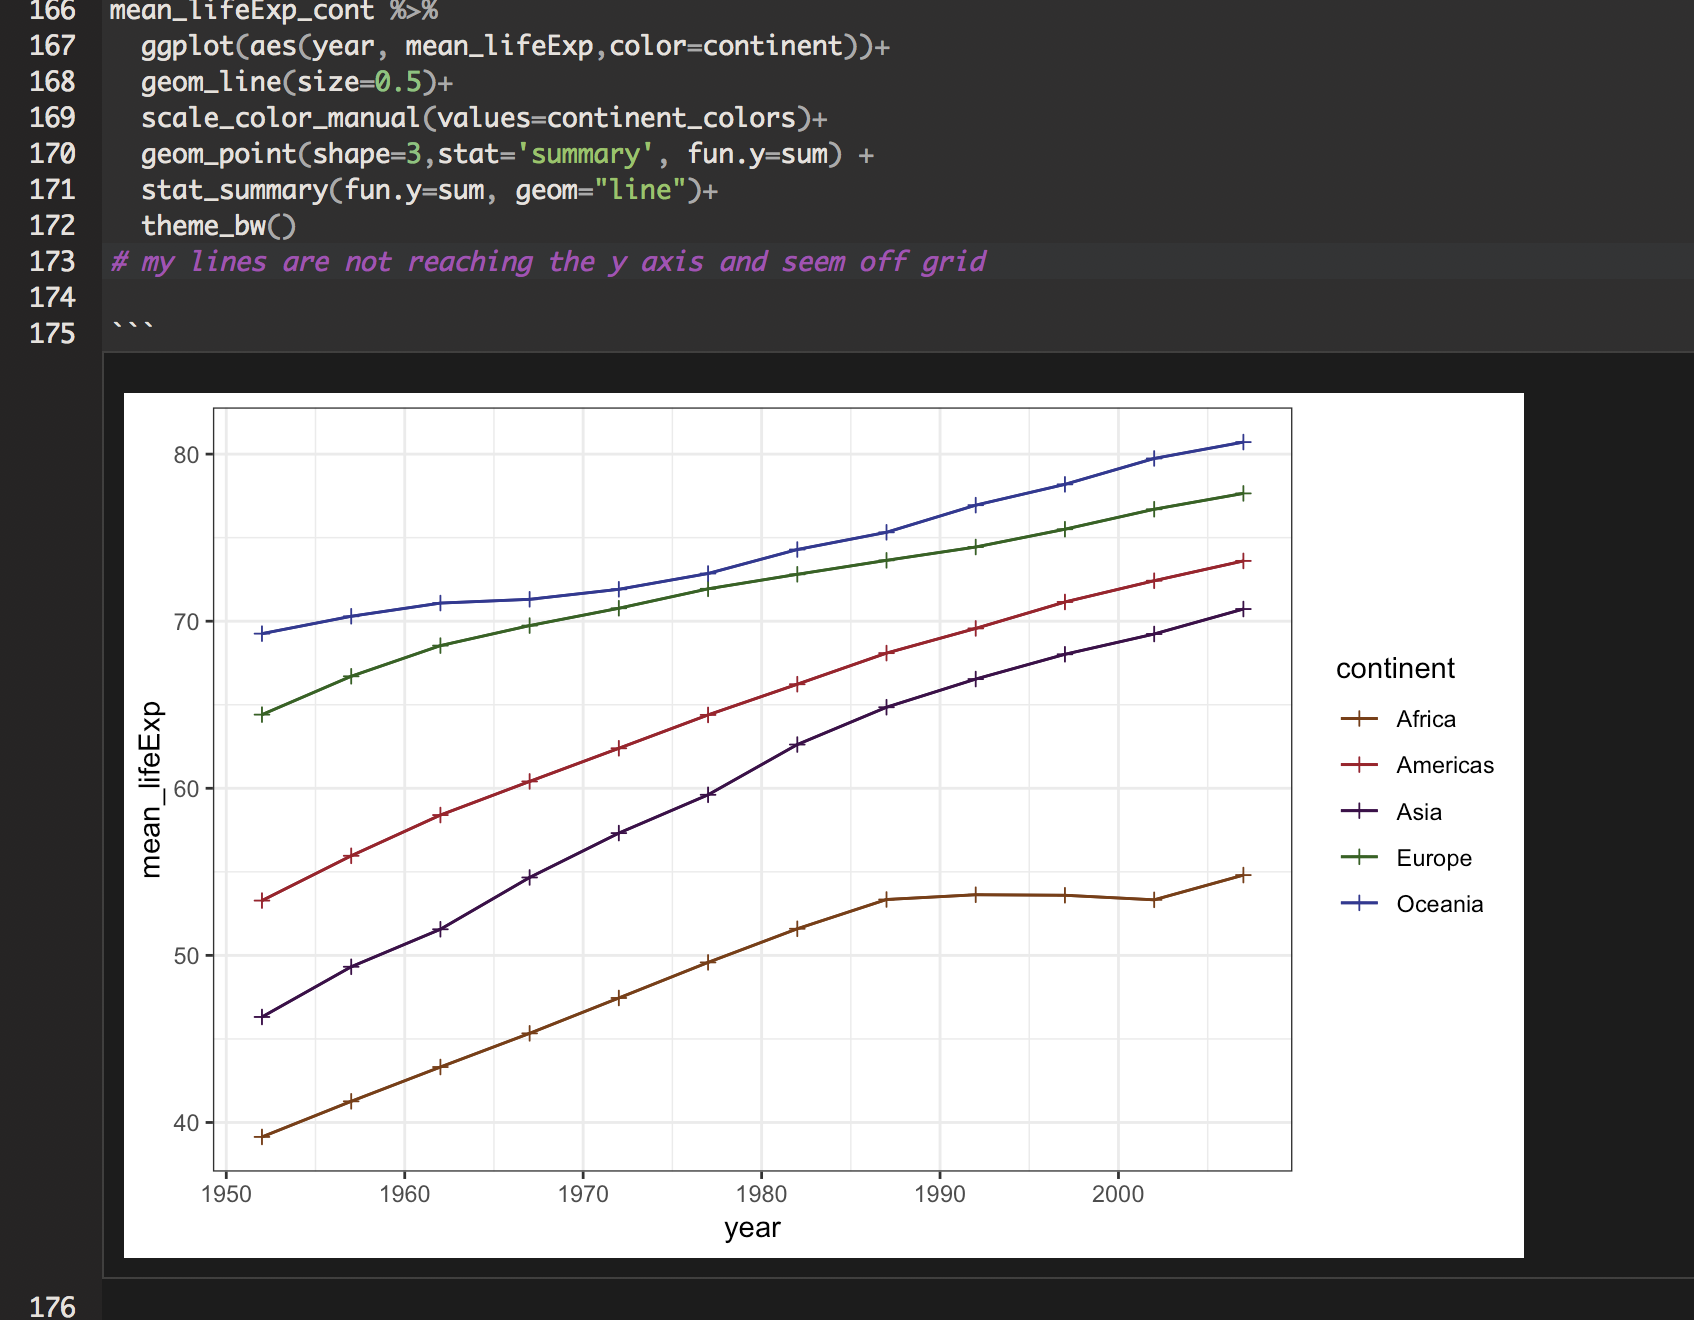 166 mean_lifeExp_cont %>%
167 ggplot(aes(year, mean_lifeExp,color=continent))+
168 geom_line(size=0.5)+
169 scale_color_manual(values=continent_colors)+
170 geom_point(shape=3,stat='summary', fun.y=sum) +
171 stat_summary(fun.y=sum, geom="line")+
172 theme_bw()
173 # my lines are not reaching the y axis and seem off grid
174
175 ```
80
70
60
50
40
mean_lifeExp
1950 1960 1970 1980 1990 2000
year
continent
Africa
Americas
Asia
Europe
Oceania
176